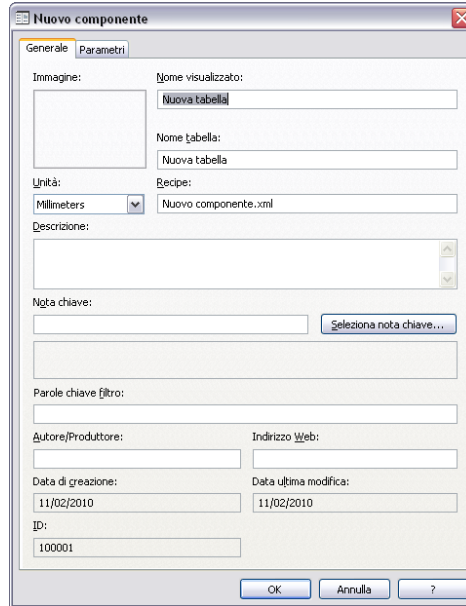 Nuovo componente
Generale Parametri
Immagine: Nome visualizzato:
Nuova tabella
Nome tabella:
Nuova tabella
Unità: Recipe:
Millimeters Nuovo componente.xml
Descrizione:
Nota chiave:
Seleziona nota chiave...
Parole chiave filtro:
Autore/Produttore: Indirizzo Web:
Data di creazione: Data ultima modifica:
11/02/2010 11/02/2010
ID:
100001
OK Annulla ?